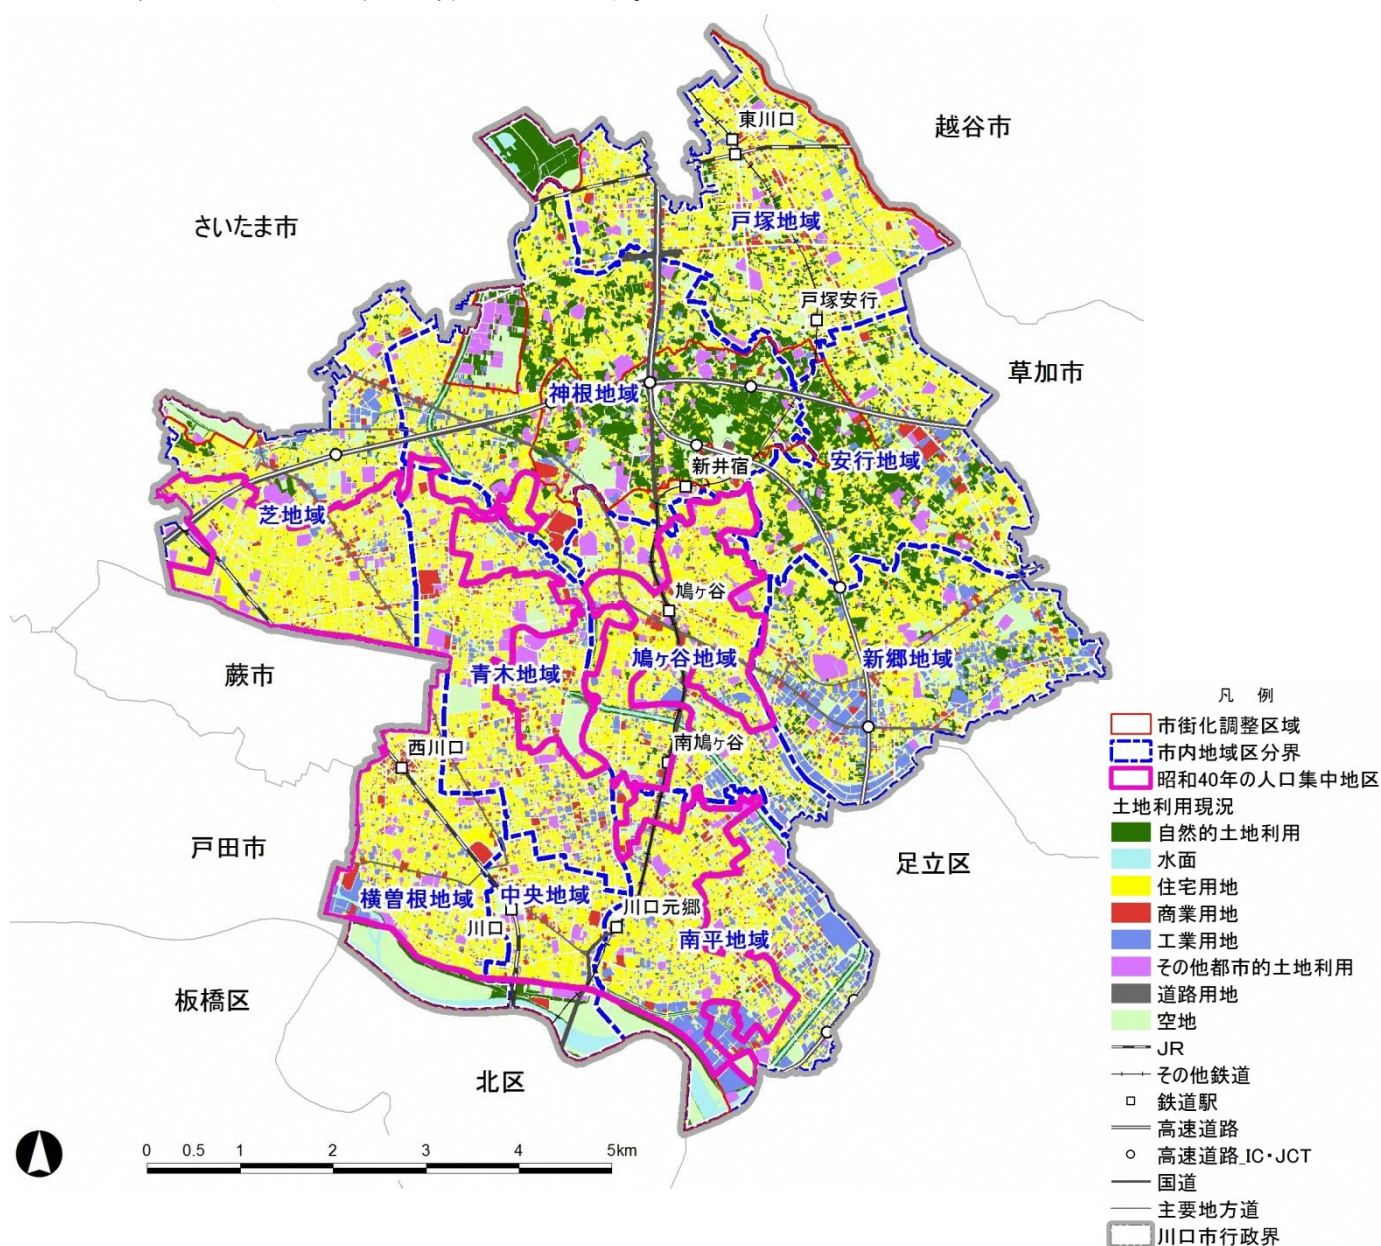 東川口
越谷市
さいたま市
戸塚地域
戸塚安行
草加市
神根地域
安行地域
新井宿
芝地域
鳩ヶ谷
蕨市
青木地域
鳩ヶ谷地域
新郷地域
西川口
南鳩ヶ谷
戸田市
足立区
横曽根地域
中央地域
川口元郷
川口
南平地域
板橋区
北区
0 0.5 1 2 3 4 5km
凡 例
市街化調整区域
市内地域区分界
昭和40年の人口集中地区
土地利用現況
自然的土地利用
水面
住宅用地
商業用地
工業用地
その他都市的土地利用
道路用地
空地
JR
その他鉄道
鉄道駅
高速道路
高速道路_IC・JCT
国道
主要地方道
川口市行政界